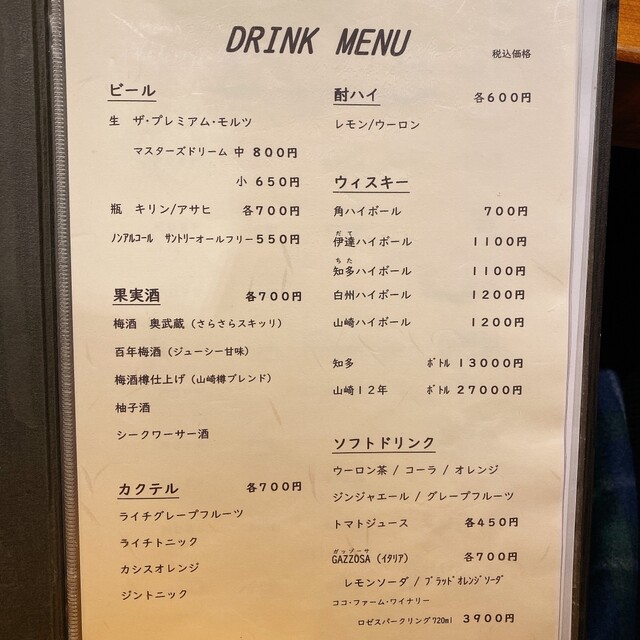 DRINK MENU
税込価格
ビール
生 ザ・プレミアム・モルツ
マスターズドリーム 中 800円
小 650円
瓶 キリン/アサヒ 各700円
ﾉﾝｱﾙｺｰﾙ サントリーオールフリー 550円
果実酒 各700円
梅酒 奥武蔵（さらさらスキッリ）
百年梅酒（ジューシー甘味）
梅酒樽仕上げ（山崎樽ブレンド）
柚子酒
シークワーサー酒
カクテル 各700円
ライチグレープフルーツ
ライチトニック
カシスオレンジ
ジントニック
酎ハイ 各600円
レモン/ウーロン
ウィスキー
角ハイボール 700円
だて
伊達ハイボール 1100円
ちた
知多ハイボール 1100円
白州ハイボール 1200円
山崎ハイボール 1200円
知多 ﾎﾞﾄﾙ 13000円
山崎12年 ﾎﾞﾄﾙ 27000円
ソフトドリンク
ウーロン茶 / コーラ / オレンジ
ジンジャエール / グレープフルーツ
トマトジュース 各450円
ガッゾーサ
GAZZOSA（ｲﾀﾘｱ） 各700円
レモンソーダ / ﾌﾞﾗｯﾄﾞｵﾚﾝｼﾞｿｰﾀﾞ
ココ・ファーム・ワイナリー
ロゼスパークリング720ml 3900円